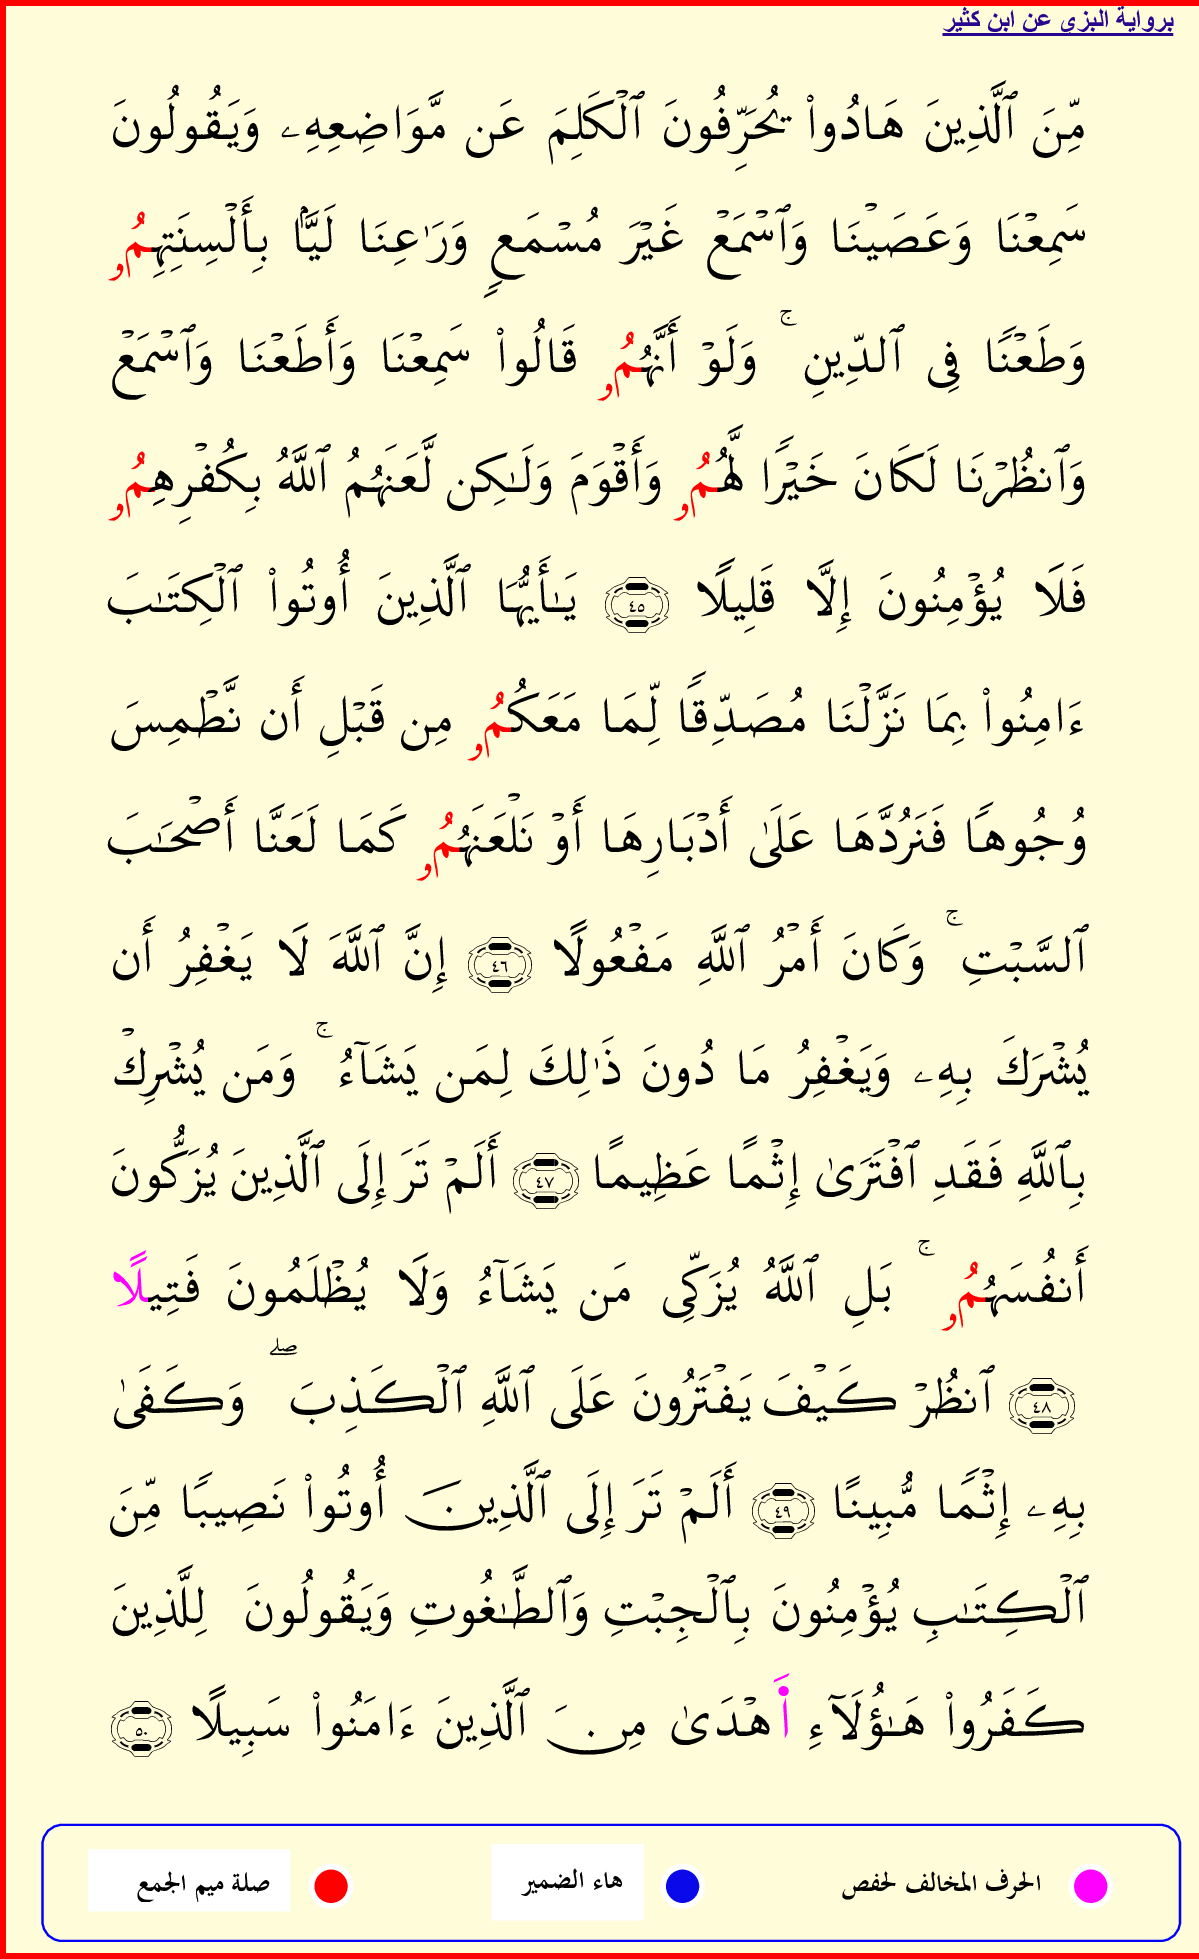 برواية البزي عن ابن كثير
مِّنَ ٱلَّذِينَ هَادُوا۟ يُحَرِّفُونَ ٱلْكَلِمَ عَن مَّوَاضِعِهِۦ وَيَقُولُونَ
سَمِعْنَا وَعَصَيْنَا وَٱسْمَعْ غَيْرَ مُسْمَعٍ وَرَٰعِنَا لَيًّۢا بِأَلْسِنَتِهِمُۥ
وَطَعْنًا فِى ٱلدِّينِ ۚ وَلَوْ أَنَّهُمُۥ قَالُوا۟ سَمِعْنَا وَأَطَعْنَا وَٱسْمَعْ
وَٱنظُرْنَا لَكَانَ خَيْرًا لَّهُمُۥ وَأَقْوَمَ وَلَـٰكِن لَّعَنَهُمُ ٱللَّهُ بِكُفْرِهِمُۥ
فَلَا يُؤْمِنُونَ إِلَّا قَلِيلًا ٤٥ يَـٰٓأَيُّهَا ٱلَّذِينَ أُوتُوا۟ ٱلْكِتَـٰبَ
ءَامِنُوا۟ بِمَا نَزَّلْنَا مُصَدِّقًا لِّمَا مَعَكُمُۥ مِن قَبْلِ أَن نَّطْمِسَ
وُجُوهًا فَنَرُدَّهَا عَلَىٰ أَدْبَارِهَا أَوْ نَلْعَنَهُمُۥ كَمَا لَعَنَّا أَصْحَـٰبَ
ٱلسَّبْتِ ۚ وَكَانَ أَمْرُ ٱللَّهِ مَفْعُولًا ٤٦ إِنَّ ٱللَّهَ لَا يَغْفِرُ أَن
يُشْرَكَ بِهِۦ وَيَغْفِرُ مَا دُونَ ذَٰلِكَ لِمَن يَشَآءُ ۚ وَمَن يُشْرِكْ
بِٱللَّهِ فَقَدِ ٱفْتَرَىٰ إِثْمًا عَظِيمًا ٤٧ أَلَمْ تَرَ إِلَى ٱلَّذِينَ يُزَكُّونَ
أَنفُسَهُمُۥ ۚ بَلِ ٱللَّهُ يُزَكِّى مَن يَشَآءُ وَلَا يُظْلَمُونَ فَتِيلًا
٤٨ ٱنظُرْ كَيْفَ يَفْتَرُونَ عَلَى ٱللَّهِ ٱلْكَذِبَ ۖ وَكَفَىٰ
بِهِۦ إِثْمًا مُّبِينًا ٤٩ أَلَمْ تَرَ إِلَى ٱلَّذِينَ أُوتُوا۟ نَصِيبًا مِّنَ
ٱلْكِتَـٰبِ يُؤْمِنُونَ بِٱلْجِبْتِ وَٱلطَّـٰغُوتِ وَيَقُولُونَ لِلَّذِينَ
كَفَرُوا۟ هَـٰؤُلَآءِ أَهْدَىٰ مِنَ ٱلَّذِينَ ءَامَنُوا۟ سَبِيلًا ٥٠
الحرف المخالف لحفص هاء الضمير صلة ميم الجمع